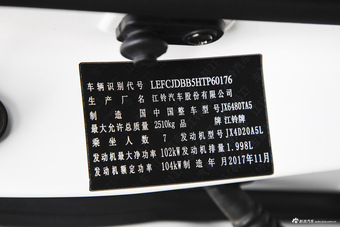 车辆识别代号 LEFCJDBB5HTP60176
生产厂名 江铃汽车股份有限公司
制造国 中国 整车型号 JX6480TA5
最大允许总质量 2510kg 品牌 江铃牌
乘坐人数 7 发动机型号 JX4D20A5L
发动机最大净功率 102kW 发动机排量 1.998L
发动机额定功率 104kW 制造年月 2017年11月